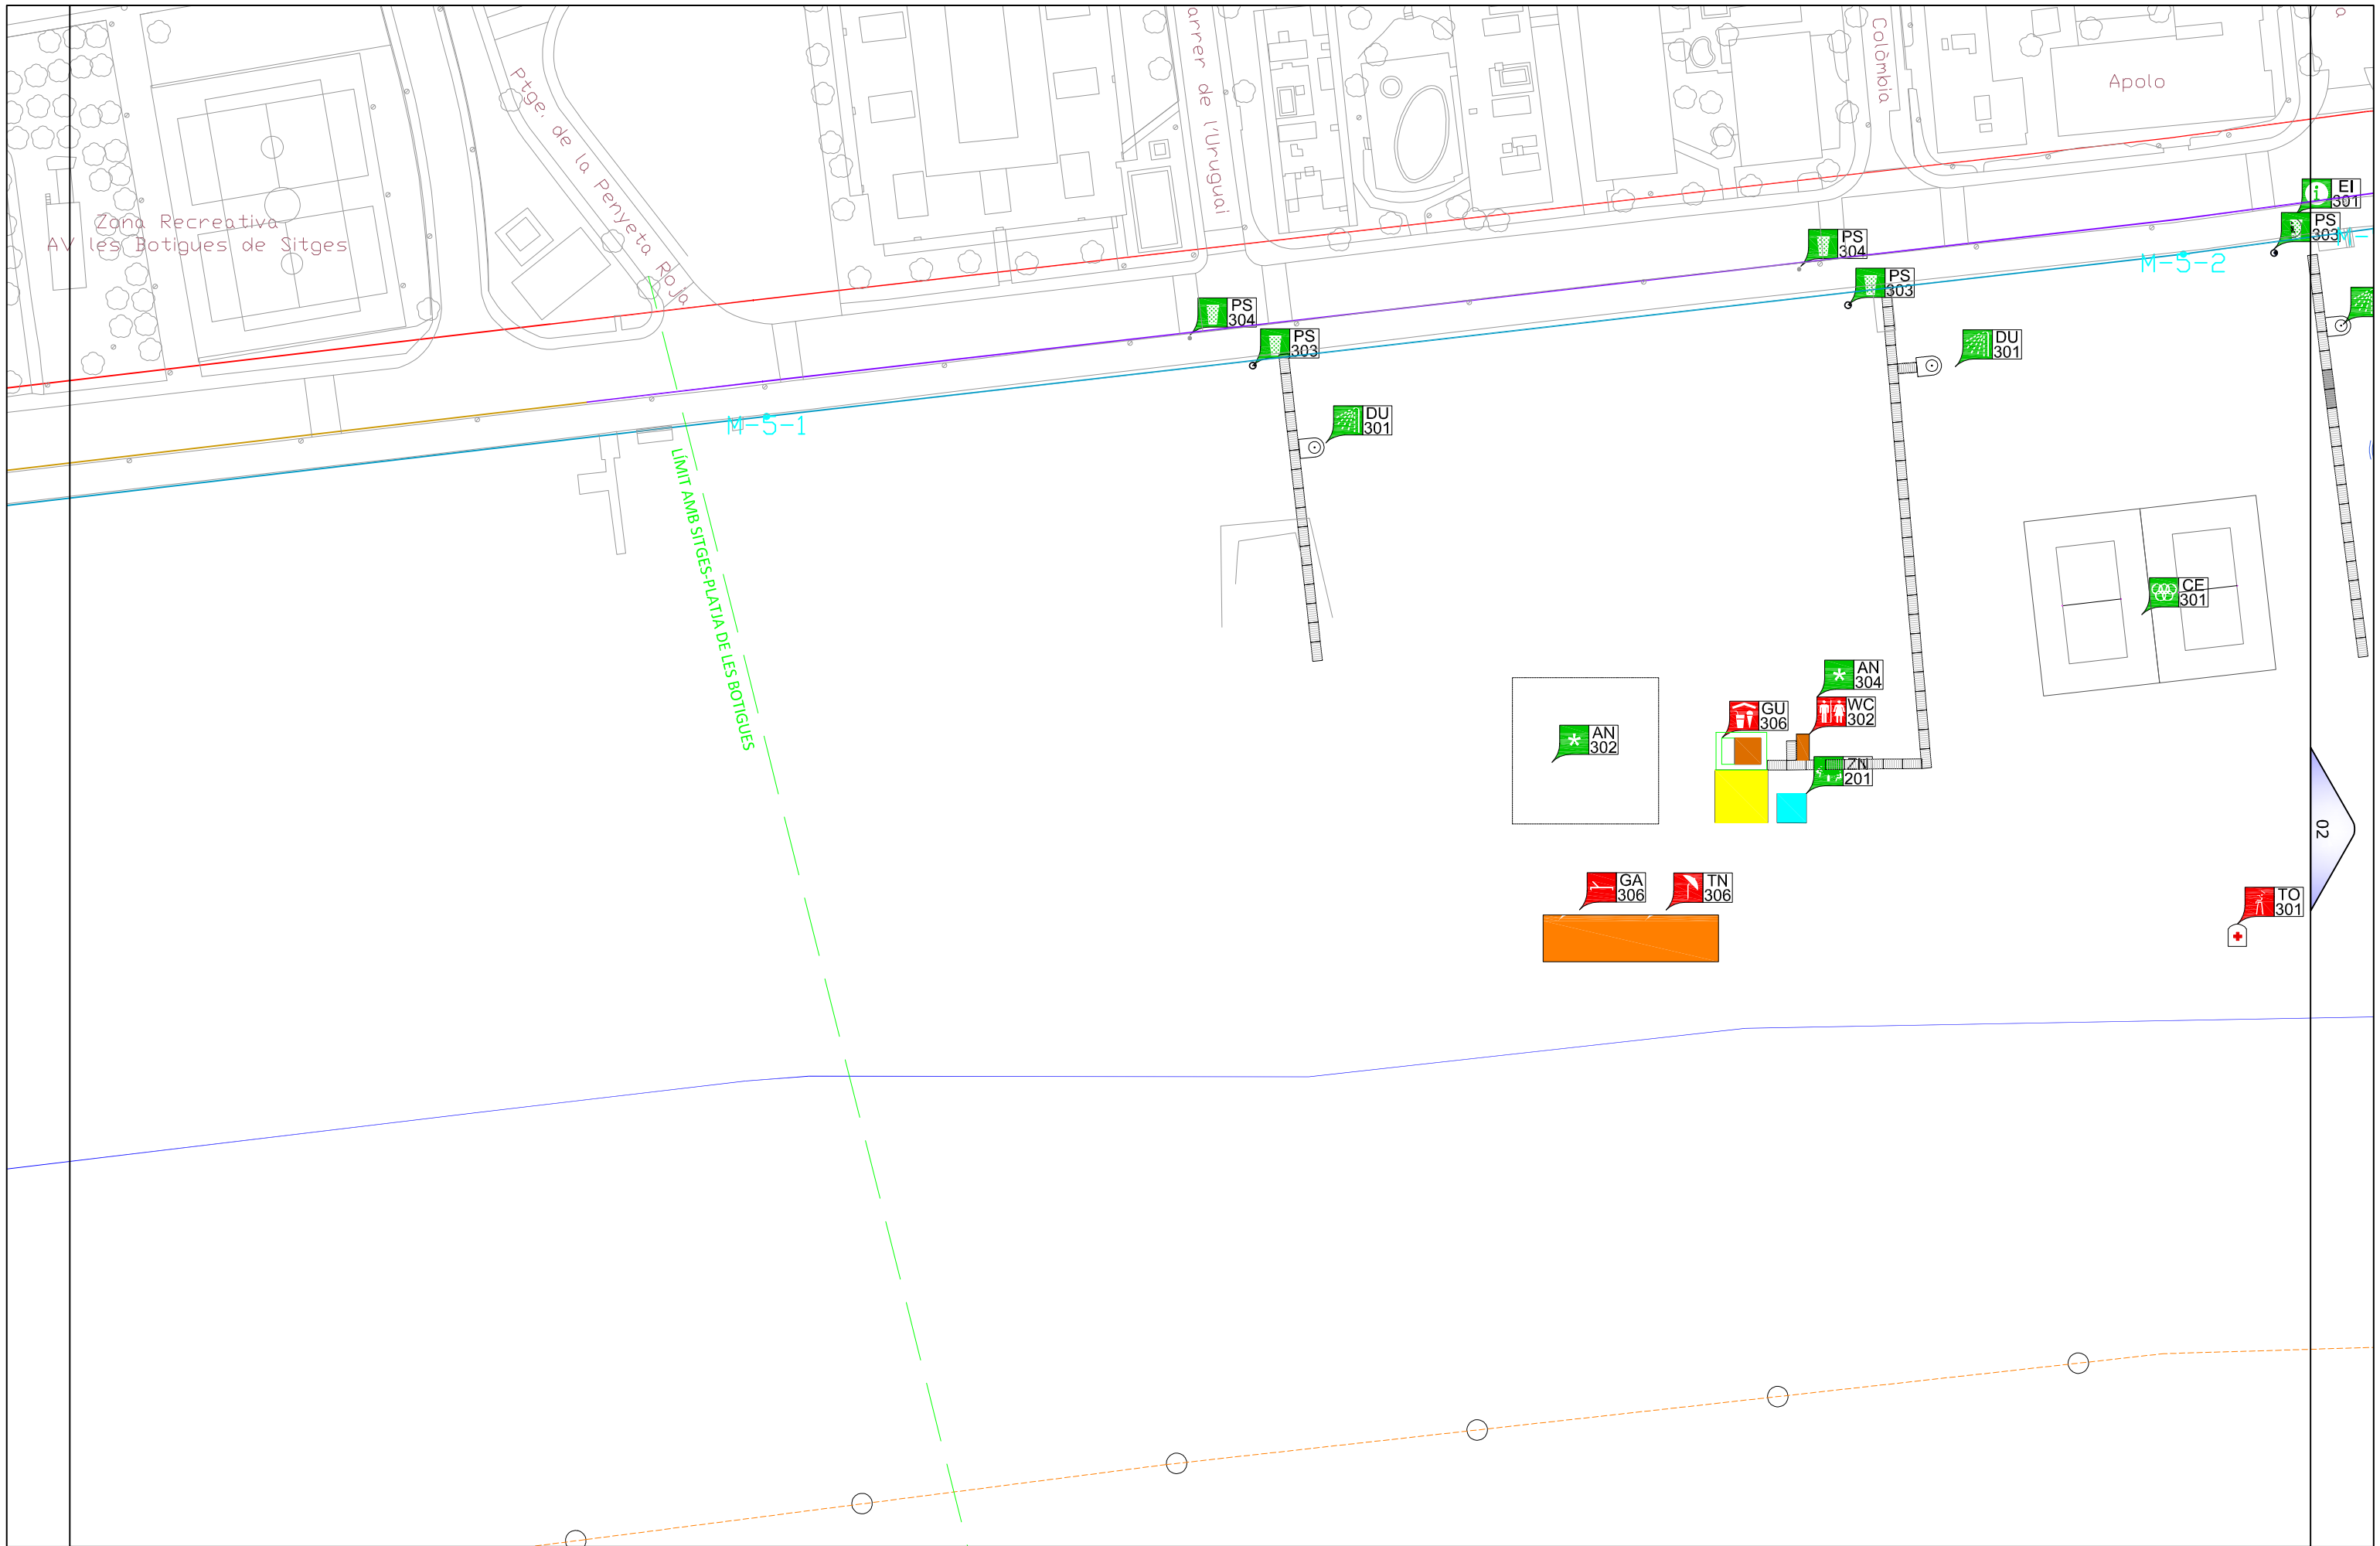 Ptge. de la Penyeta Roja
arrer de l'Uruguai
Colòmbia
Apolo
Zona Recreativa
AV les Botigues de Sitges
EI
301
PS
303
M-
M-5-2
PS
304
PS
303
DU
301
PS
304
PS
303
DU
301
M-5-1
LÍMIT AMB SITGES-PLATJA DE LES BOTIGUES
CE
301
AN
304
WC
302
GU
306
AN
302
ZN
201
02
GA
306
TN
306
TO
301